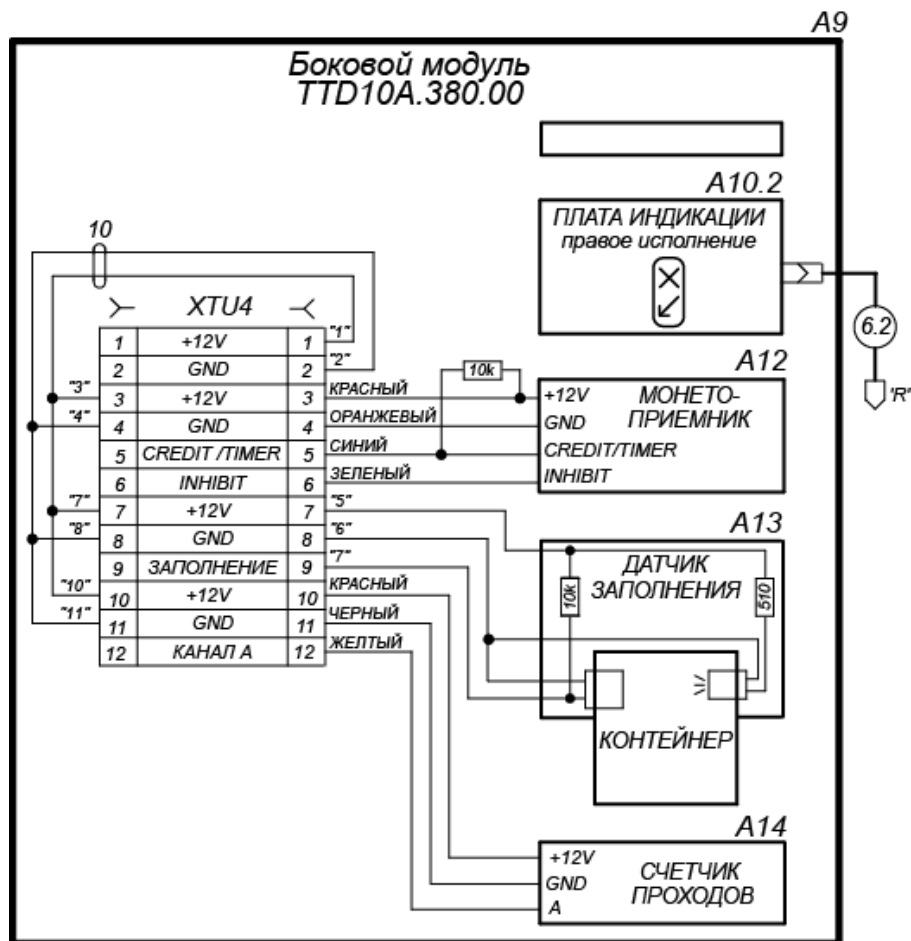 A9
Боковой модуль
TTD10A.380.00
A10.2
ПЛАТА ИНДИКАЦИИ
правое исполнение
6.2
'R'
10
XTU4
1 +12V 1 "1"
2 GND 2 "2"
"3" 3 +12V 3 КРАСНЫЙ
"4" 4 GND 4 ОРАНЖЕВЫЙ
5 CREDIT /TIMER 5 СИНИЙ
6 INHIBIT 6 ЗЕЛЕНЫЙ
"7" 7 +12V 7 "5"
"8" 8 GND 8 "6"
9 ЗАПОЛНЕНИЕ 9 "7"
"10" 10 +12V 10 КРАСНЫЙ
"11" 11 GND 11 ЧЕРНЫЙ
12 КАНАЛ А 12 ЖЕЛТЫЙ
10k
A12
+12V
GND
CREDIT/TIMER
INHIBIT
МОНЕТО-
ПРИЕМНИК
A13
ДАТЧИК
ЗАПОЛНЕНИЯ
10k
510
КОНТЕЙНЕР
A14
+12V
GND
A
СЧЕТЧИК
ПРОХОДОВ